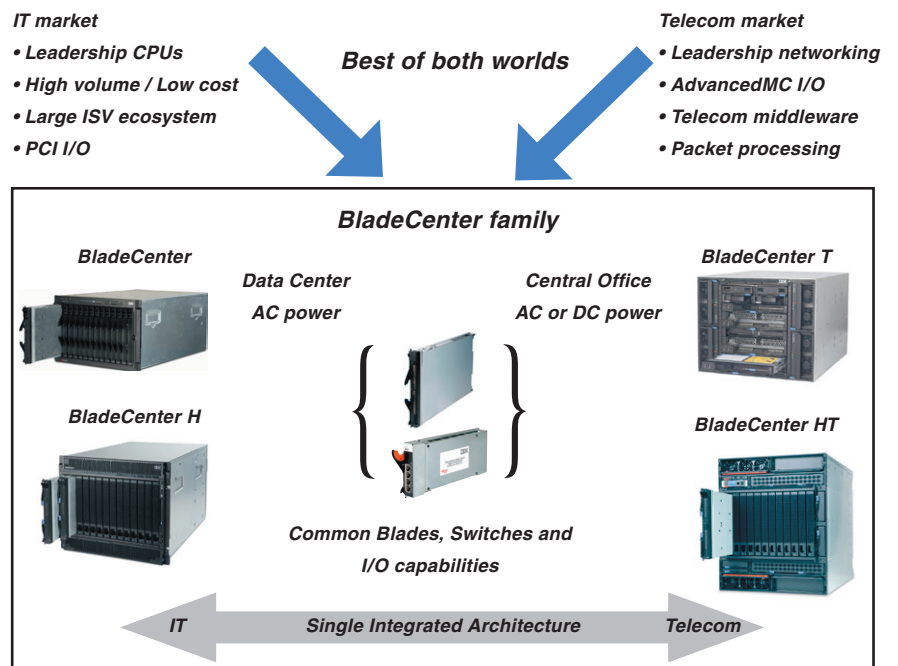 IT market
• Leadership CPUs
• High volume / Low cost
• Large ISV ecosystem
• PCI I/O
Best of both worlds
Telecom market
• Leadership networking
• AdvancedMC I/O
• Telecom middleware
• Packet processing
BladeCenter family
BladeCenter
Data Center
AC power
Central Office
AC or DC power
BladeCenter T
BladeCenter H
BladeCenter HT
IBM
Common Blades, Switches and
I/O capabilities
IT
Single Integrated Architecture
Telecom